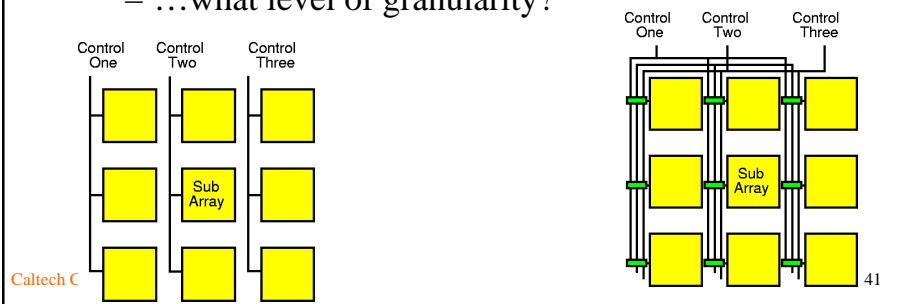 – …what level of granularity?
Control One
Control Two
Control Three
Sub Array
Control One
Control Two
Control Three
Sub Array
Caltech C
41